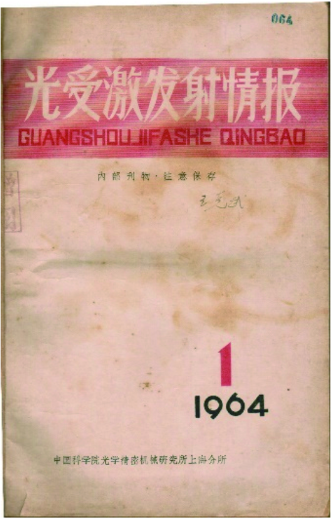 064
光受激发射情报
GUANGSHOUJIFASHE QINGBAO
内部刊物·注意保存
1
1964
中国科学院光学精密机械研究所上海分所